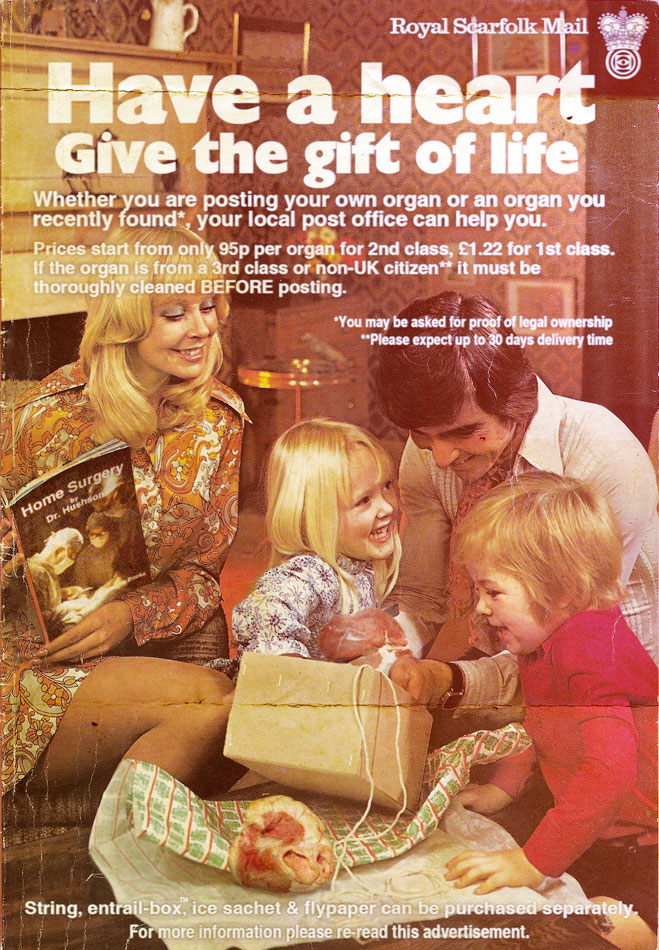 Royal Scarfolk Mail
Have a heart
Give the gift of life
Whether you are posting your own organ or an organ you
recently found*, your local post office can help you.
Prices start from only 95p per organ for 2nd class, £1.22 for 1st class.
If the organ is from a 3rd class or non-UK citizen** it must be
thoroughly cleaned BEFORE posting.
*You may be asked for proof of legal ownership
**Please expect up to 30 days delivery time
Home Surgery
by
Dr. Hushson
String, entrail-box,™ ice sachet & flypaper can be purchased separately.
For more information please re-read this advertisement.